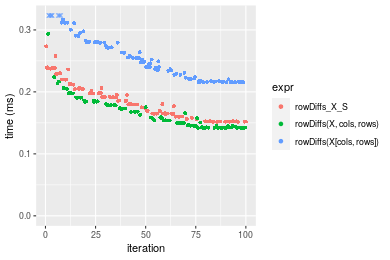 0.3
0.2
0.1
0.0
time (ms)
0
25
50
75
100
iteration
expr
rowDiffs_X_S
rowDiffs(X, cols, rows)
rowDiffs(X[cols, rows])